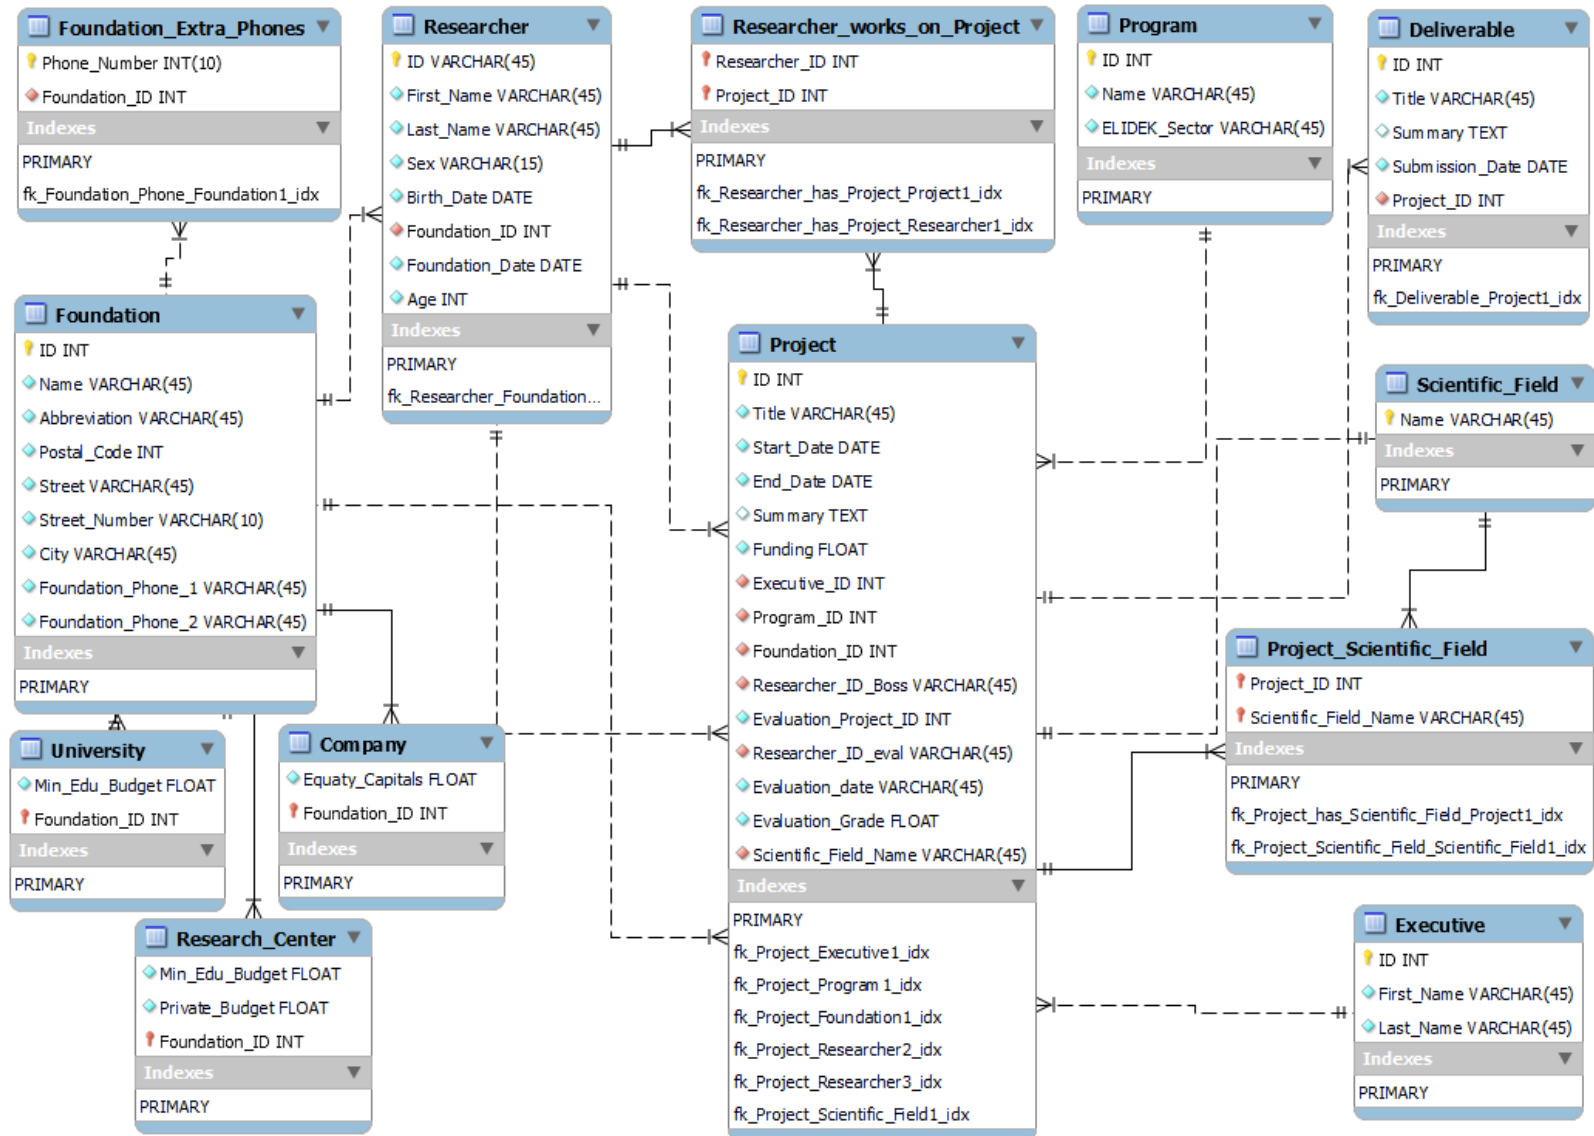 Foundation_Extra_Phones
Phone_Number INT(10)
Foundation_ID INT
Indexes
PRIMARY
fk_Foundation_Phone_Foundation1_idx
Researcher
ID VARCHAR(45)
First_Name VARCHAR(45)
Last_Name VARCHAR(45)
Sex VARCHAR(15)
Birth_Date DATE
Foundation_ID INT
Foundation_Date DATE
Age INT
Indexes
PRIMARY
fk_Researcher_Foundation...
Researcher_works_on_Project
Researcher_ID INT
Project_ID INT
Indexes
PRIMARY
fk_Researcher_has_Project_Project1_idx
fk_Researcher_has_Project_Researcher1_idx
Program
ID INT
Name VARCHAR(45)
ELIDEK_Sector VARCHAR(45)
Indexes
PRIMARY
Deliverable
ID INT
Title VARCHAR(45)
Summary TEXT
Submission_Date DATE
Project_ID INT
Indexes
PRIMARY
fk_Deliverable_Project1_idx
Foundation
ID INT
Name VARCHAR(45)
Abbreviation VARCHAR(45)
Postal_Code INT
Street VARCHAR(45)
Street_Number VARCHAR(10)
City VARCHAR(45)
Foundation_Phone_1 VARCHAR(45)
Foundation_Phone_2 VARCHAR(45)
Indexes
PRIMARY
Project
ID INT
Title VARCHAR(45)
Start_Date DATE
End_Date DATE
Summary TEXT
Funding FLOAT
Executive_ID INT
Program_ID INT
Foundation_ID INT
Researcher_ID_Boss VARCHAR(45)
Evaluation_Project_ID INT
Researcher_ID_eval VARCHAR(45)
Evaluation_date VARCHAR(45)
Evaluation_Grade FLOAT
Scientific_Field_Name VARCHAR(45)
Indexes
PRIMARY
fk_Project_Executive1_idx
fk_Project_Program1_idx
fk_Project_Foundation1_idx
fk_Project_Researcher2_idx
fk_Project_Researcher3_idx
fk_Project_Scientific_Field1_idx
Scientific_Field
Name VARCHAR(45)
Indexes
PRIMARY
Project_Scientific_Field
Project_ID INT
Scientific_Field_Name VARCHAR(45)
Indexes
PRIMARY
fk_Project_has_Scientific_Field_Project1_idx
fk_Project_Scientific_Field_Scientific_Field1_idx
University
Min_Edu_Budget FLOAT
Foundation_ID INT
Indexes
PRIMARY
Company
Equaty_Capitals FLOAT
Foundation_ID INT
Indexes
PRIMARY
Research_Center
Min_Edu_Budget FLOAT
Private_Budget FLOAT
Foundation_ID INT
Indexes
PRIMARY
Executive
ID INT
First_Name VARCHAR(45)
Last_Name VARCHAR(45)
Indexes
PRIMARY